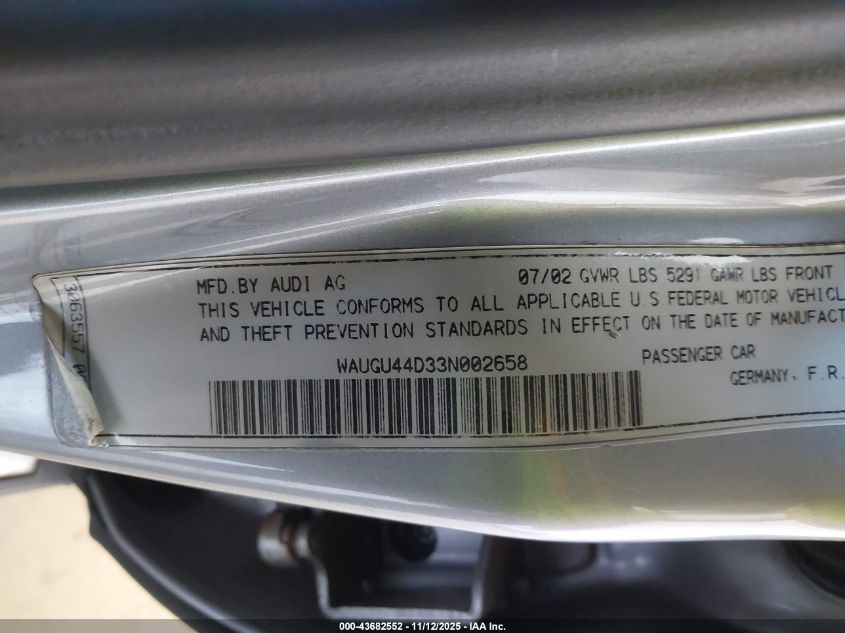 MFD.BY AUDI AG 07/02 GVWR LBS 5291 GAWR LBS FRONT
THIS VEHICLE CONFORMS TO ALL APPLICABLE U S FEDERAL MOTOR VEHICL
AND THEFT PREVENTION STANDARDS IN EFFECT ON THE DATE OF MANUFACT
WAUGU44D33N002658
PASSENGER CAR
GERMANY, F.R.
3063557
000-43682552 - 11/12/2025 - IAA Inc.